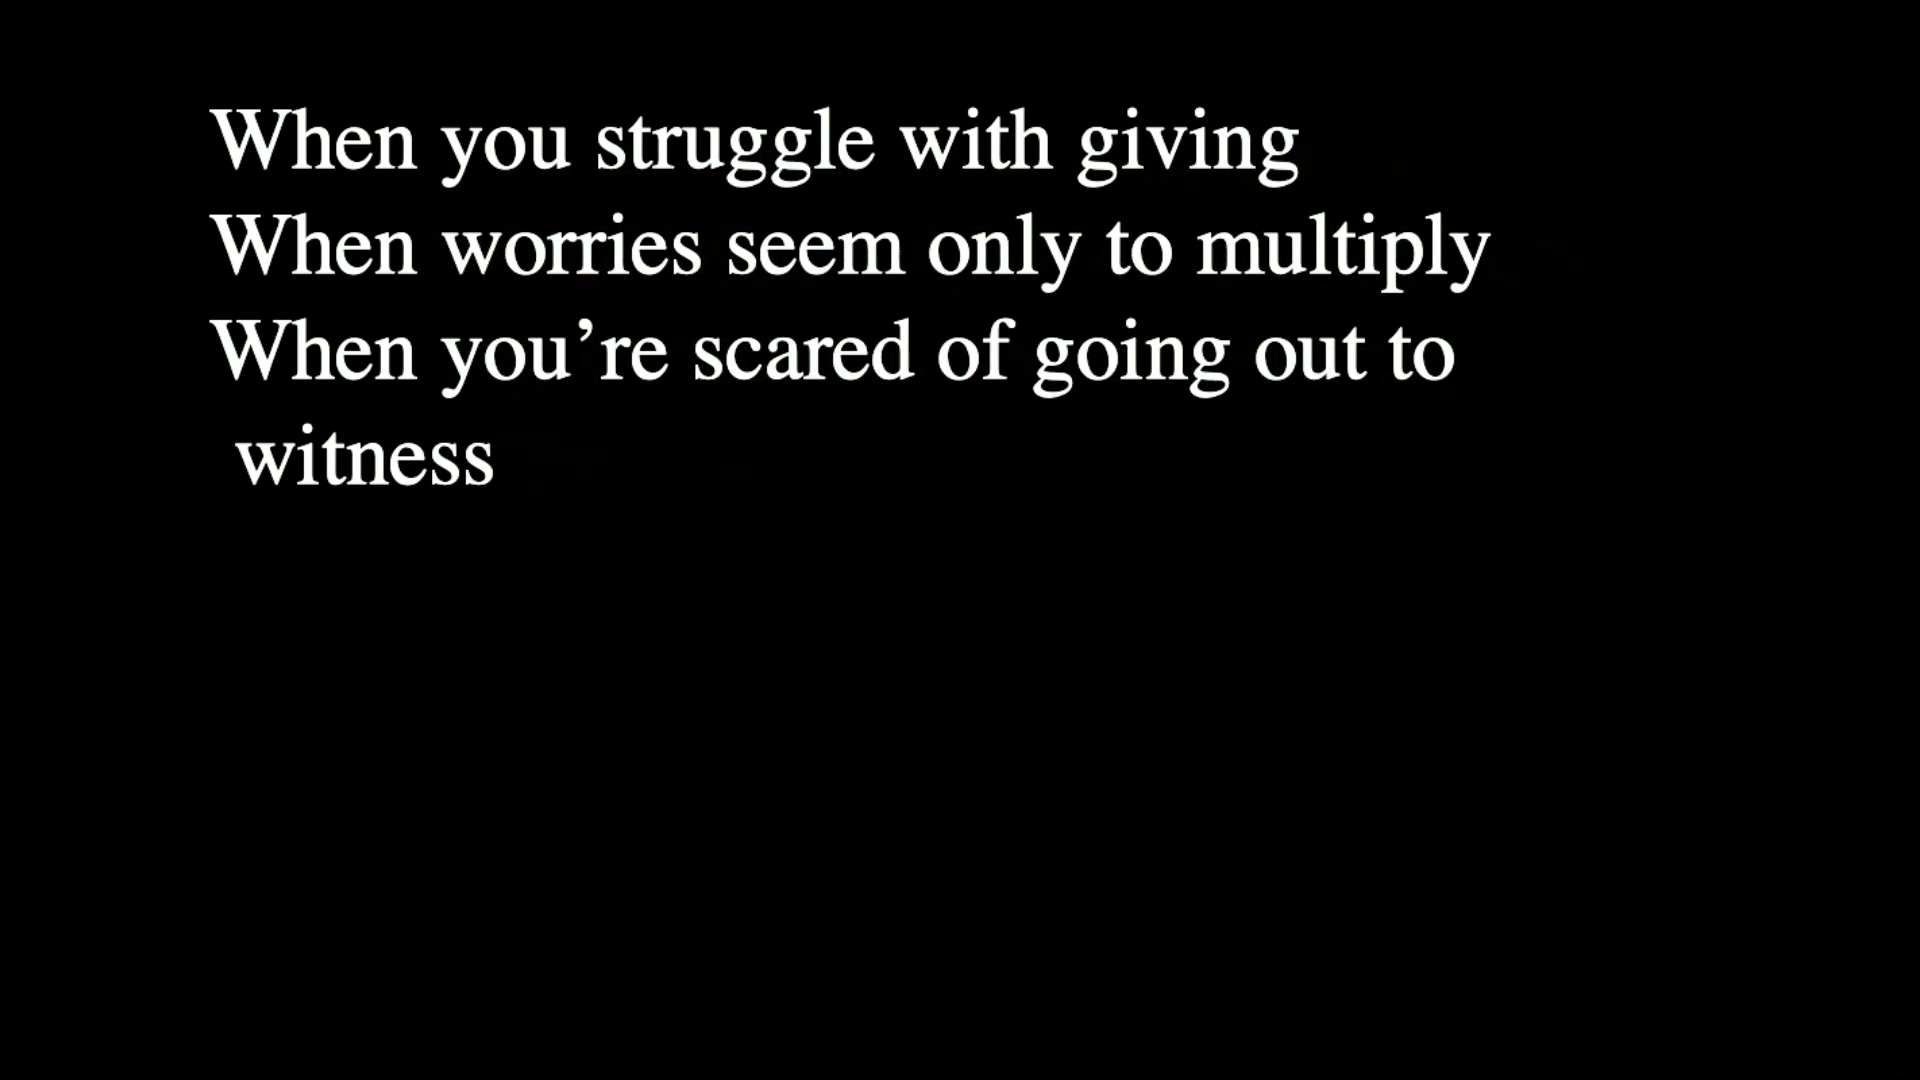 When you struggle with giving
When worries seem only to multiply
When you’re scared of going out to
witness